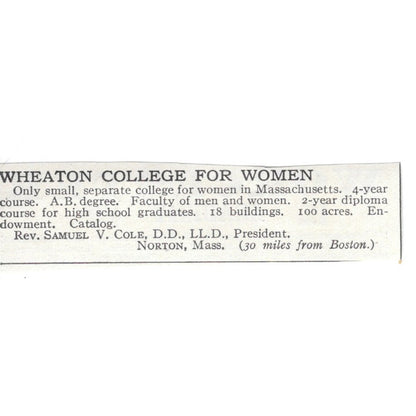 WHEATON COLLEGE FOR WOMEN
Only small, separate college for women in Massachusetts. 4-year
course. A.B. degree. Faculty of men and women. 2-year diploma
course for high school graduates. 18 buildings. 100 acres. En-
dowment. Catalog.
Rev. SAMUEL V. COLE, D.D., LL.D., President.
NORTON, Mass. (30 miles from Boston.)